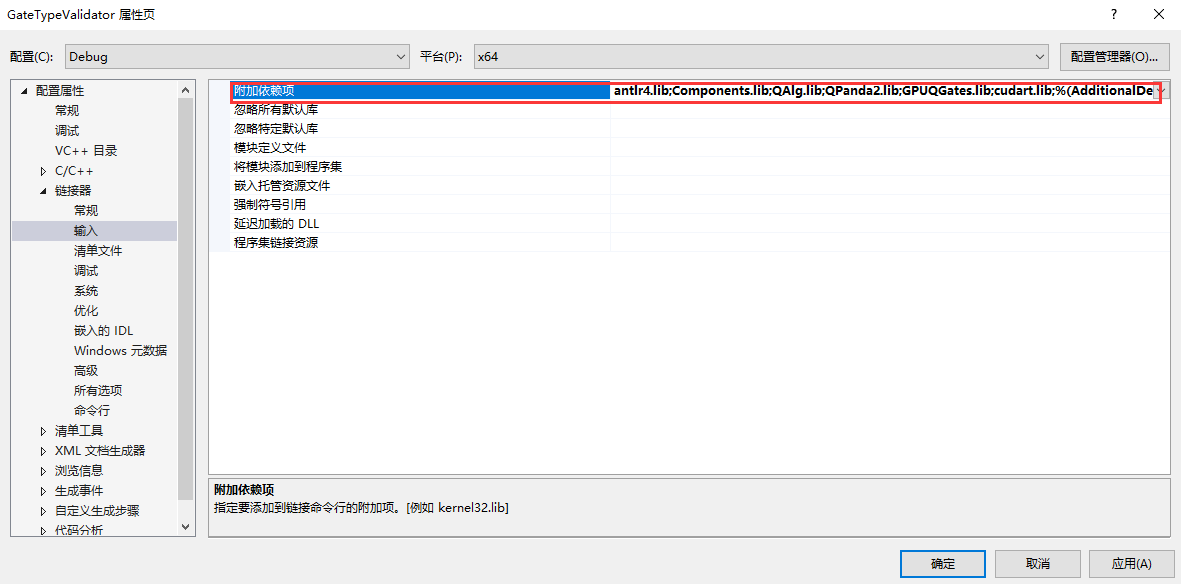 GateTypeValidator 属性页
配置(C): Debug 平台(P): x64 配置管理器(O)...
配置属性
常规
调试
VC++ 目录
C/C++
链接器
常规
输入
清单文件
调试
系统
优化
嵌入的 IDL
Windows 元数据
高级
所有选项
命令行
清单工具
XML 文档生成器
浏览信息
生成事件
自定义生成步骤
代码分析
附加依赖项 antlr4.lib;Components.lib;QAlg.lib;QPanda2.lib;GPUQGates.lib;cudart.lib;%(AdditionalDe
忽略所有默认库
忽略特定默认库
模块定义文件
将模块添加到程序集
嵌入托管资源文件
强制符号引用
延迟加载的 DLL
程序集链接资源
附加依赖项
指定要添加到链接命令行的附加项。[例如 kernel32.lib]
确定 取消 应用(A)